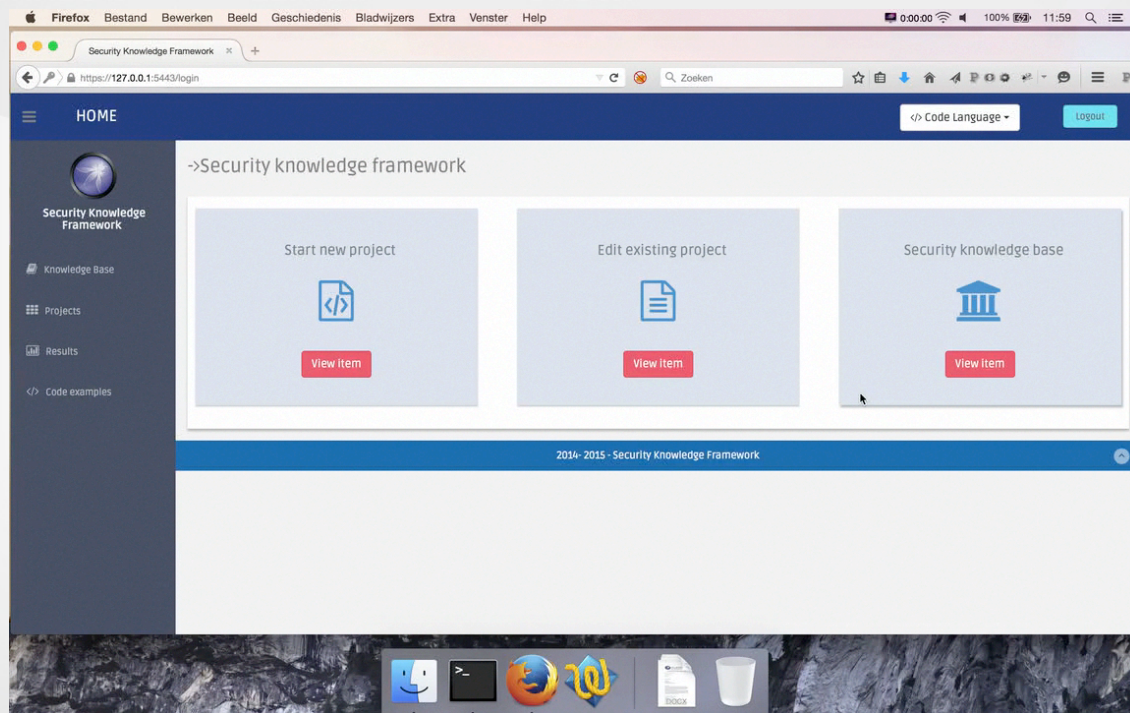 Firefox Bestand Bewerken Beeld Geschiedenis Bladwijzers Extra Venster Help 0:00:00 100% 11:59
Security Knowledge Framework
https://127.0.0.1:5443/login Zoeken
HOME </> Code Language Logout
Security Knowledge
Framework
Knowledge Base
Projects
Results
</> Code examples
->Security knowledge framework
Start new project Edit existing project Security knowledge base
</>
View item View item View item
2014- 2015 - Security Knowledge Framework
>_
DOCX